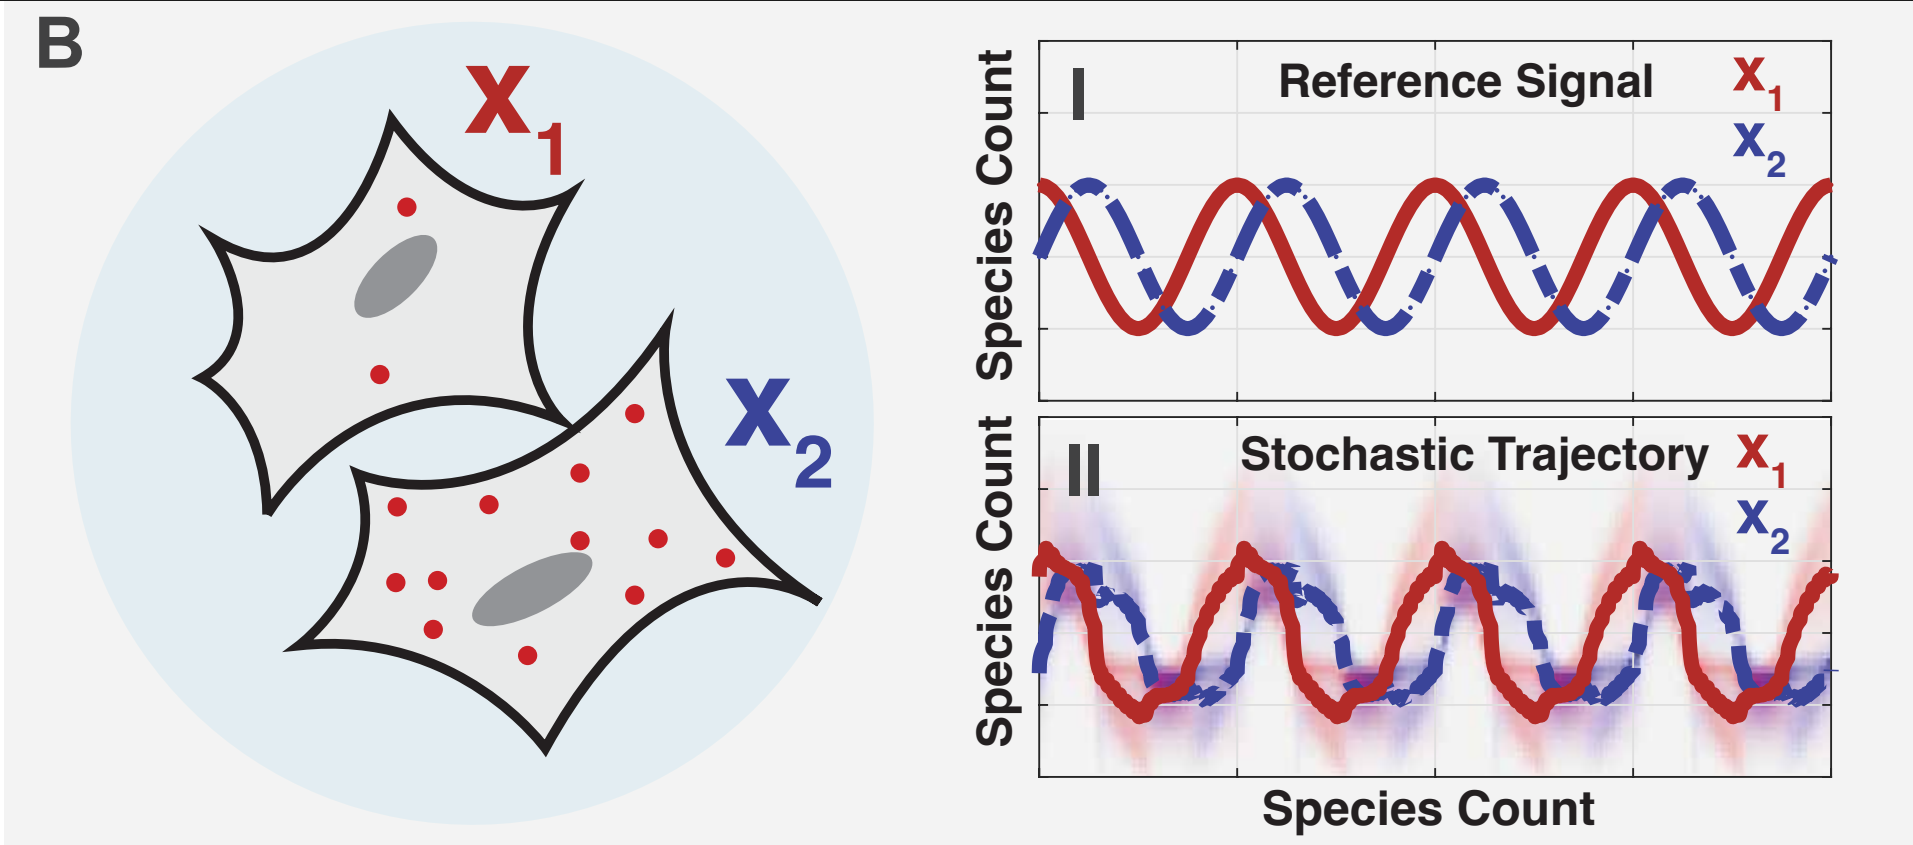 B
x1
x2
Species Count
I
Reference Signal
x1
x2
Species Count
II
Stochastic Trajectory
x1
x2
Species Count